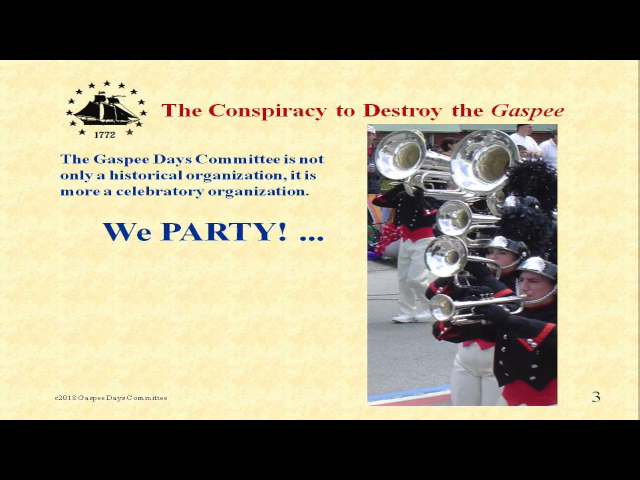 1772
The Conspiracy to Destroy the Gaspee
The Gaspee Days Committee is not
only a historical organization, it is
more a celebratory organization.
We PARTY! ...
c2018 Gaspee Days Committee
3